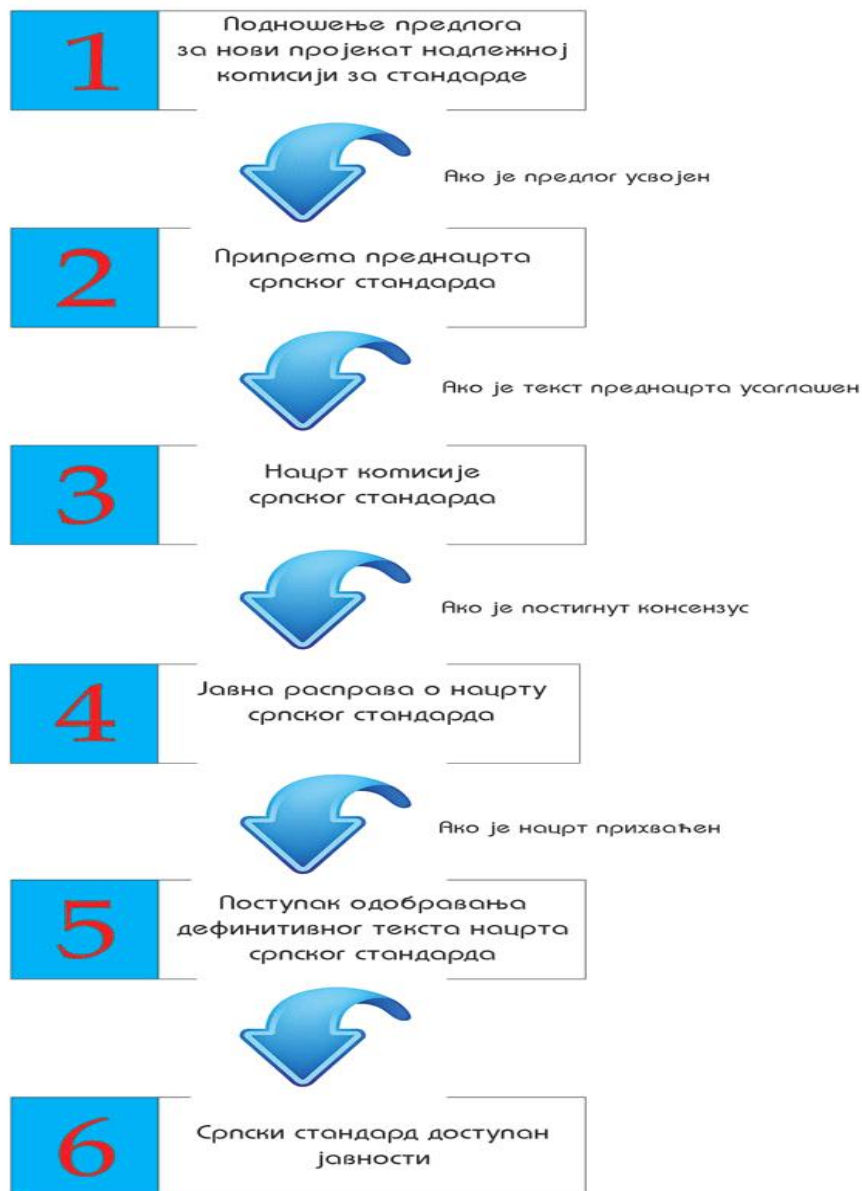 1
Подношење предлога
за нови пројекат надлежној
комисији за стандарде
Ако је предлог усвојен
2
Припрема преднацрта
српског стандарда
Ако је текст преднацрта усаглашен
3
Нацрт комисије
српског стандарда
Ако је постигнут консензус
4
Јавна расправа о нацрту
српског стандарда
Ако је нацрт прихваћен
5
Поступак одобравања
дефинитивног текста нацрта
српског стандарда
6
Српски стандард доступан
јавности